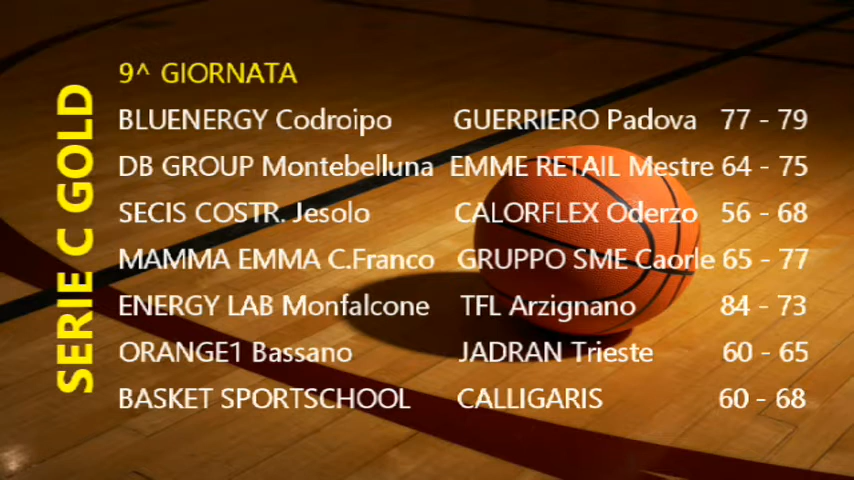 SERIE C GOLD
9^ GIORNATA
BLUENERGY Codroipo GUERRIERO Padova 77 - 79
DB GROUP Montebelluna EMME RETAIL Mestre 64 - 75
SECIS COSTR. Jesolo CALORFLEX Oderzo 56 - 68
MAMMA EMMA C.Franco GRUPPO SME Caorle 65 - 77
ENERGY LAB Monfalcone TFL Arzignano 84 - 73
ORANGE1 Bassano JADRAN Trieste 60 - 65
BASKET SPORTSCHOOL CALLIGARIS 60 - 68